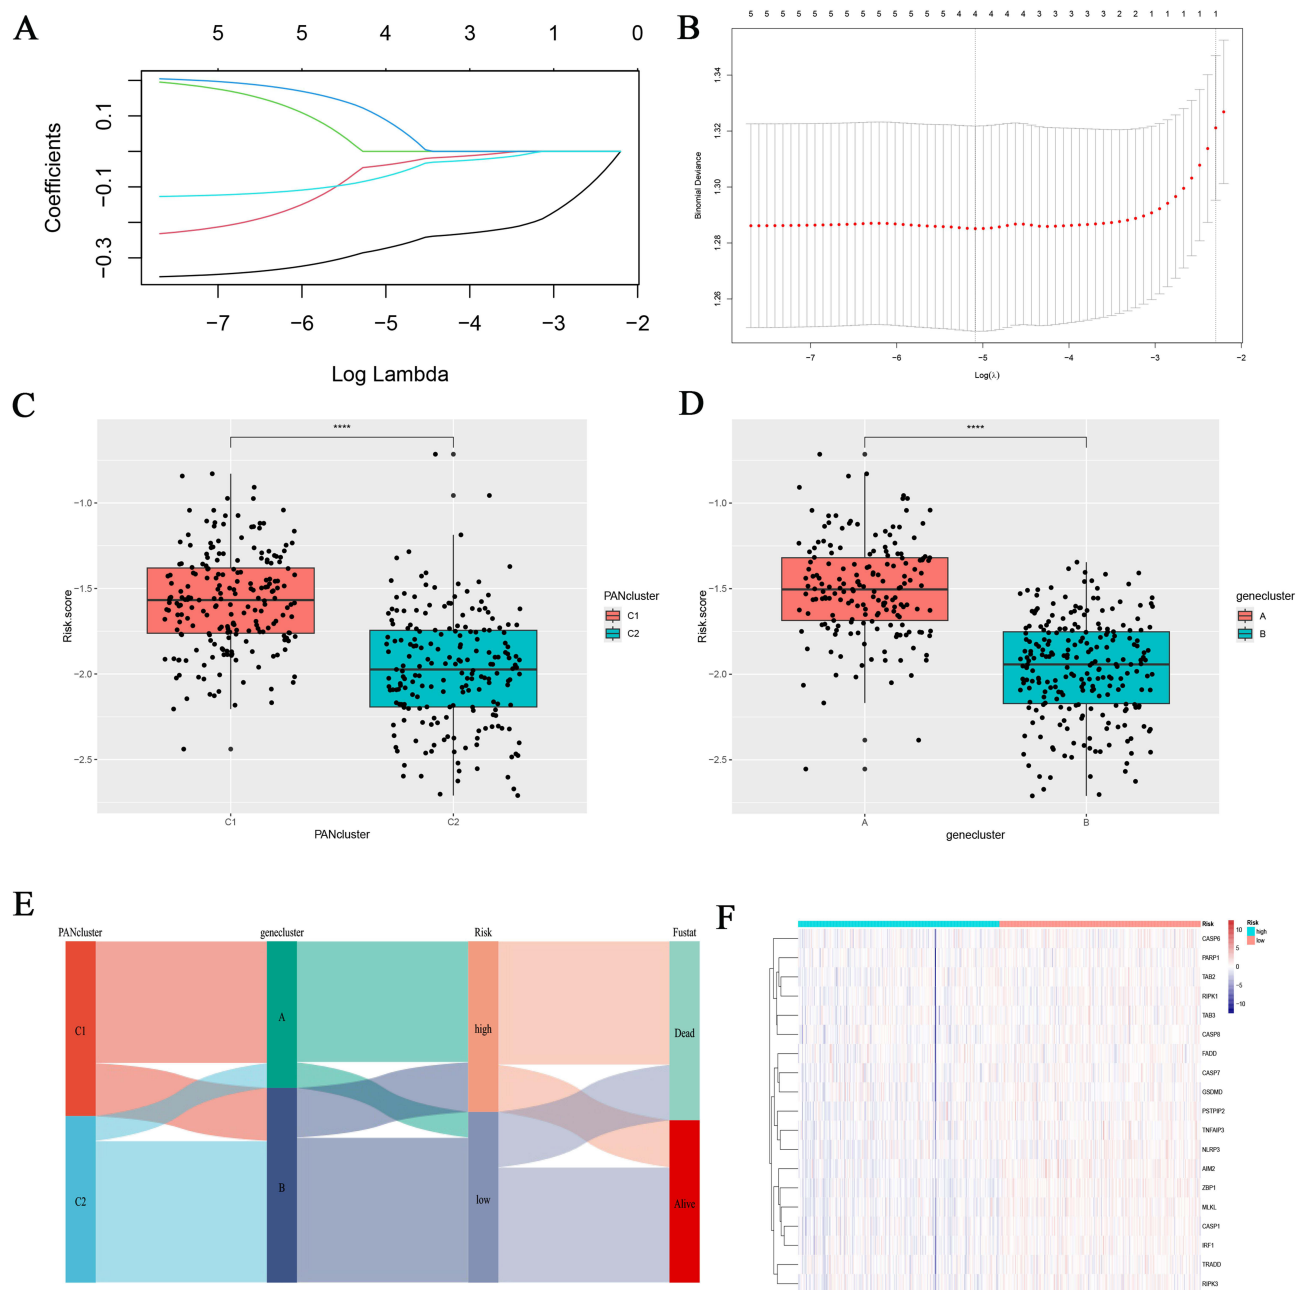 A
5 5 4 3 1 0
Coefficients
0.1
−0.1
−0.3
−7 −6 −5 −4 −3 −2
Log Lambda
B
5 5 5 5 5 5 5 5 5 5 5 5 4 4 4 4 4 3 3 3 3 2 2 1 1 1 1 1
Binomial Deviance
1.34
1.32
1.30
1.28
1.26
−7 −6 −5 −4 −3 −2
Log(λ)
C
****
Risk.score
−1.0
−1.5
−2.0
−2.5
C1 C2
PANcluster
PANcluster
C1
C2
D
****
Risk.score
−1.0
−1.5
−2.0
−2.5
A B
genecluster
genecluster
A
B
E
PANcluster genecluster Risk Fustat
C1
C2
A
B
high
low
Dead
Alive
F
Risk
CASP6
PARP1
TAB2
RIPK1
TAB3
CASP8
FADD
CASP7
GSDMD
PSTPIP2
TNFAIP3
NLRP3
AIM2
ZBP1
MLKL
CASP1
IRF1
TRADD
RIPK3
10
5
0
−5
−10
Risk
high
low